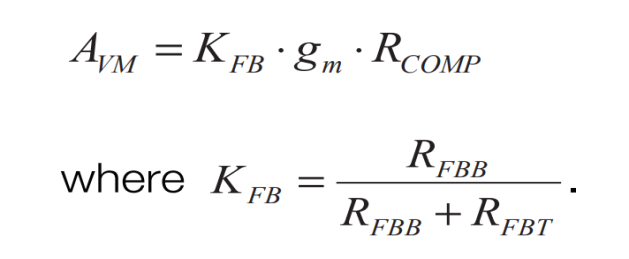 A_VM = K_FB · g_m · R_COMP
where K_FB = R_FBB / (R_FBB + R_FBT) .